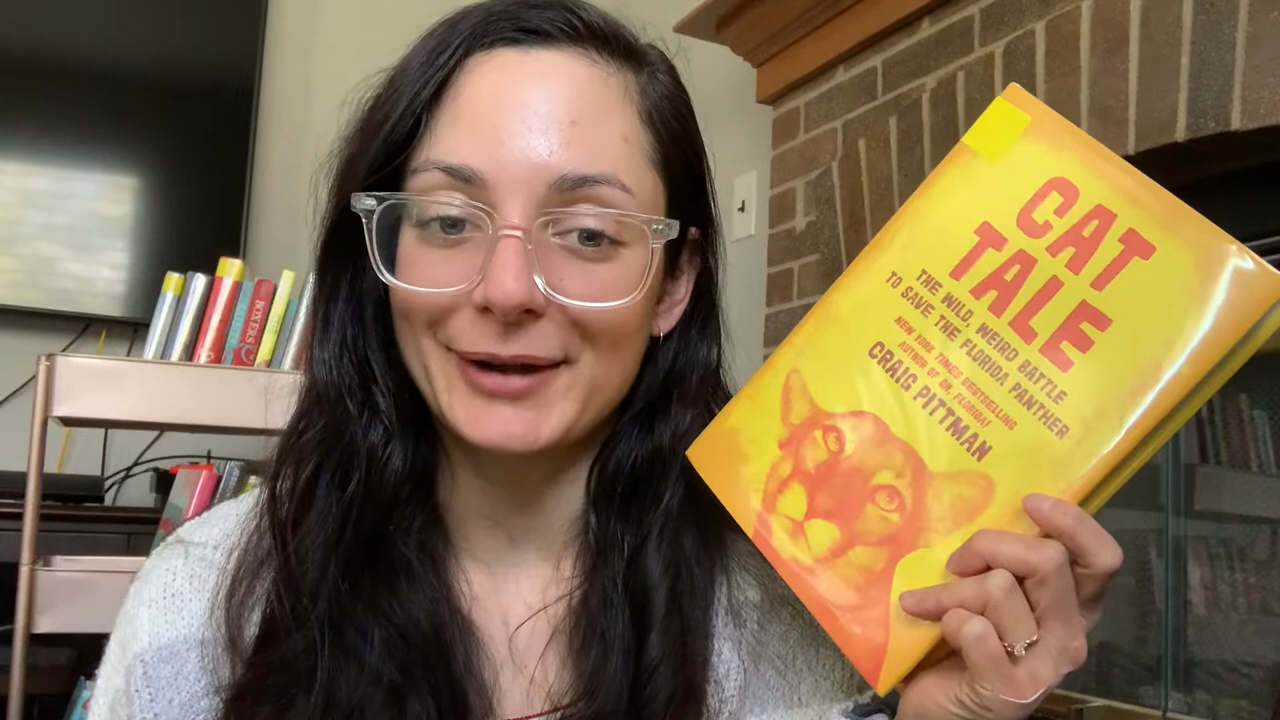 BOXERS
CAT
TALE
THE WILD, WEIRD BATTLE
TO SAVE THE FLORIDA PANTHER
NEW YORK TIMES BESTSELLING
AUTHOR OF OH, FLORIDA!
CRAIG PITTMAN